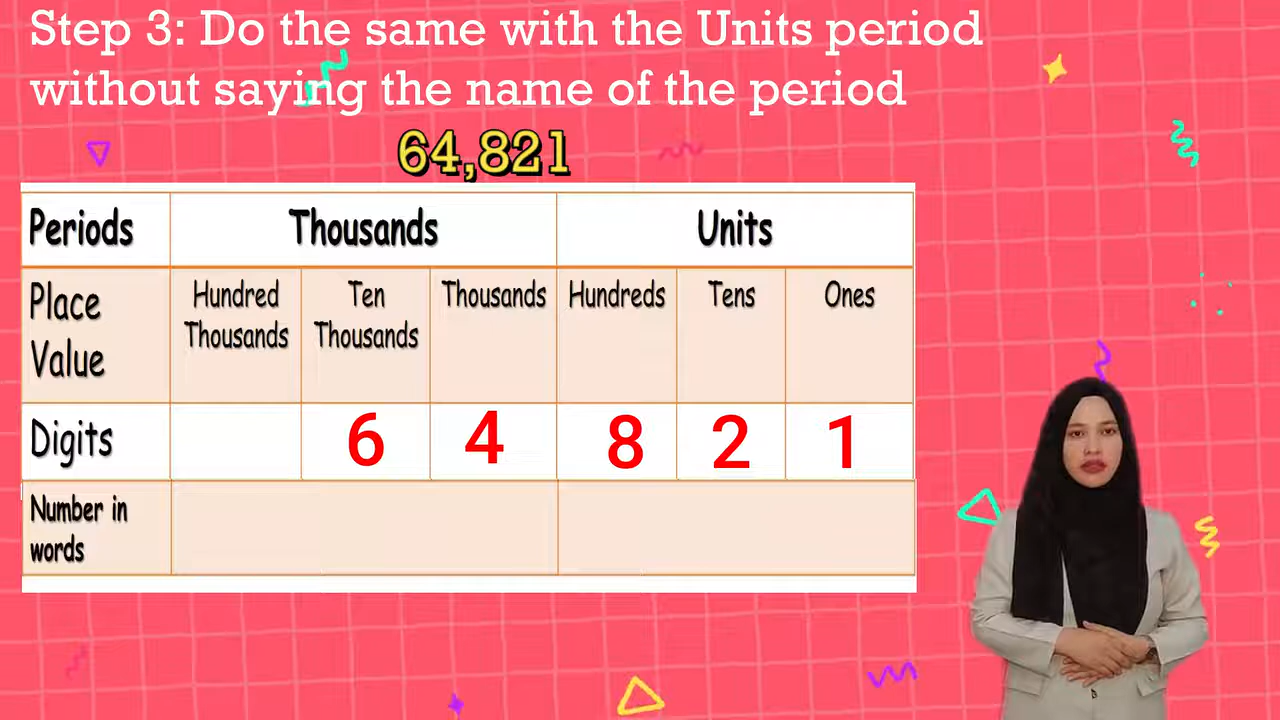 Step 3: Do the same with the Units period
without saying the name of the period
64,821
Periods Thousands Units
Place Value Hundred Thousands Ten Thousands Thousands Hundreds Tens Ones
Digits 6 4 8 2 1
Number in words